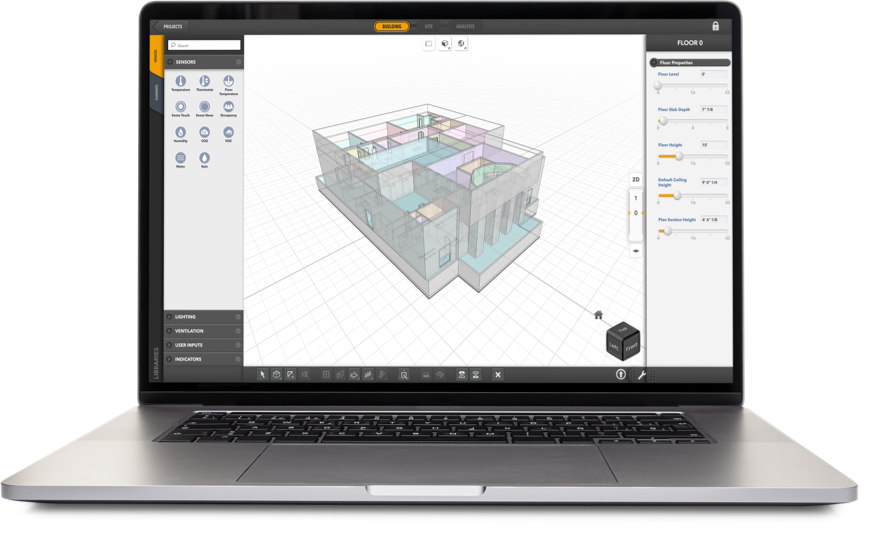 PROJECTS
BUILDING
SITE
ANALYSIS
FLOOR 0
Search
SENSORS
Temperature
Thermostat
Floor Temperature
Sense Touch
Sense Nano
Occupancy
Humidity
CO2
VOC
Water
Rain
LIGHTING
VENTILATION
USER INPUTS
INDICATORS
LIBRARIES
Floor Properties
Floor Level
0'
Floor Slab Depth
7" 7/8
Floor Height
10'
Default Ceiling Height
9' 0" 1/4
Plan Section Height
4' 6" 1/8
2D
1
0
Top
Left
Front